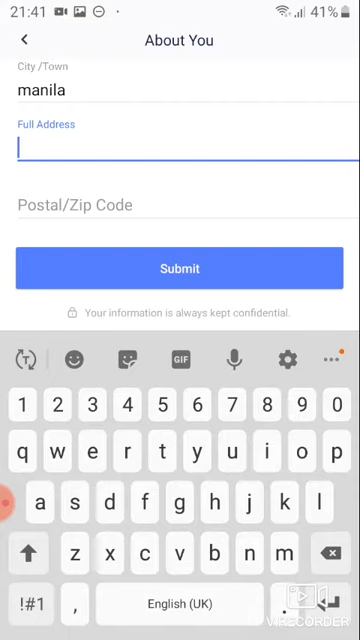 21:41 41%
About You
City /Town
manila
Full Address
Postal/Zip Code
Submit
Your information is always kept confidential.
T GIF
1 2 3 4 5 6 7 8 9 0
q w e r t y u i o p
a s d f g h j k l
z x c v b n m
!#1 , English (UK) .
VIRECORDER